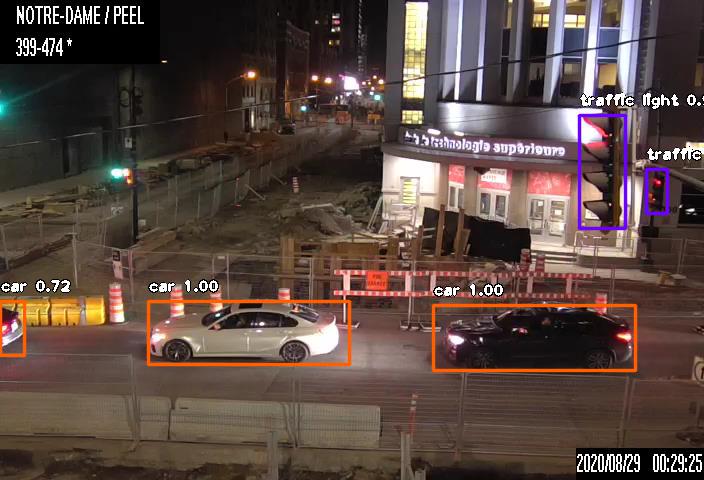 NOTRE-DAME / PEEL
399-474 *
traffic light 0.9
technologie supérieure
traffic
car 0.72
car 1.00
car 1.00
2020/08/29 00:29:25